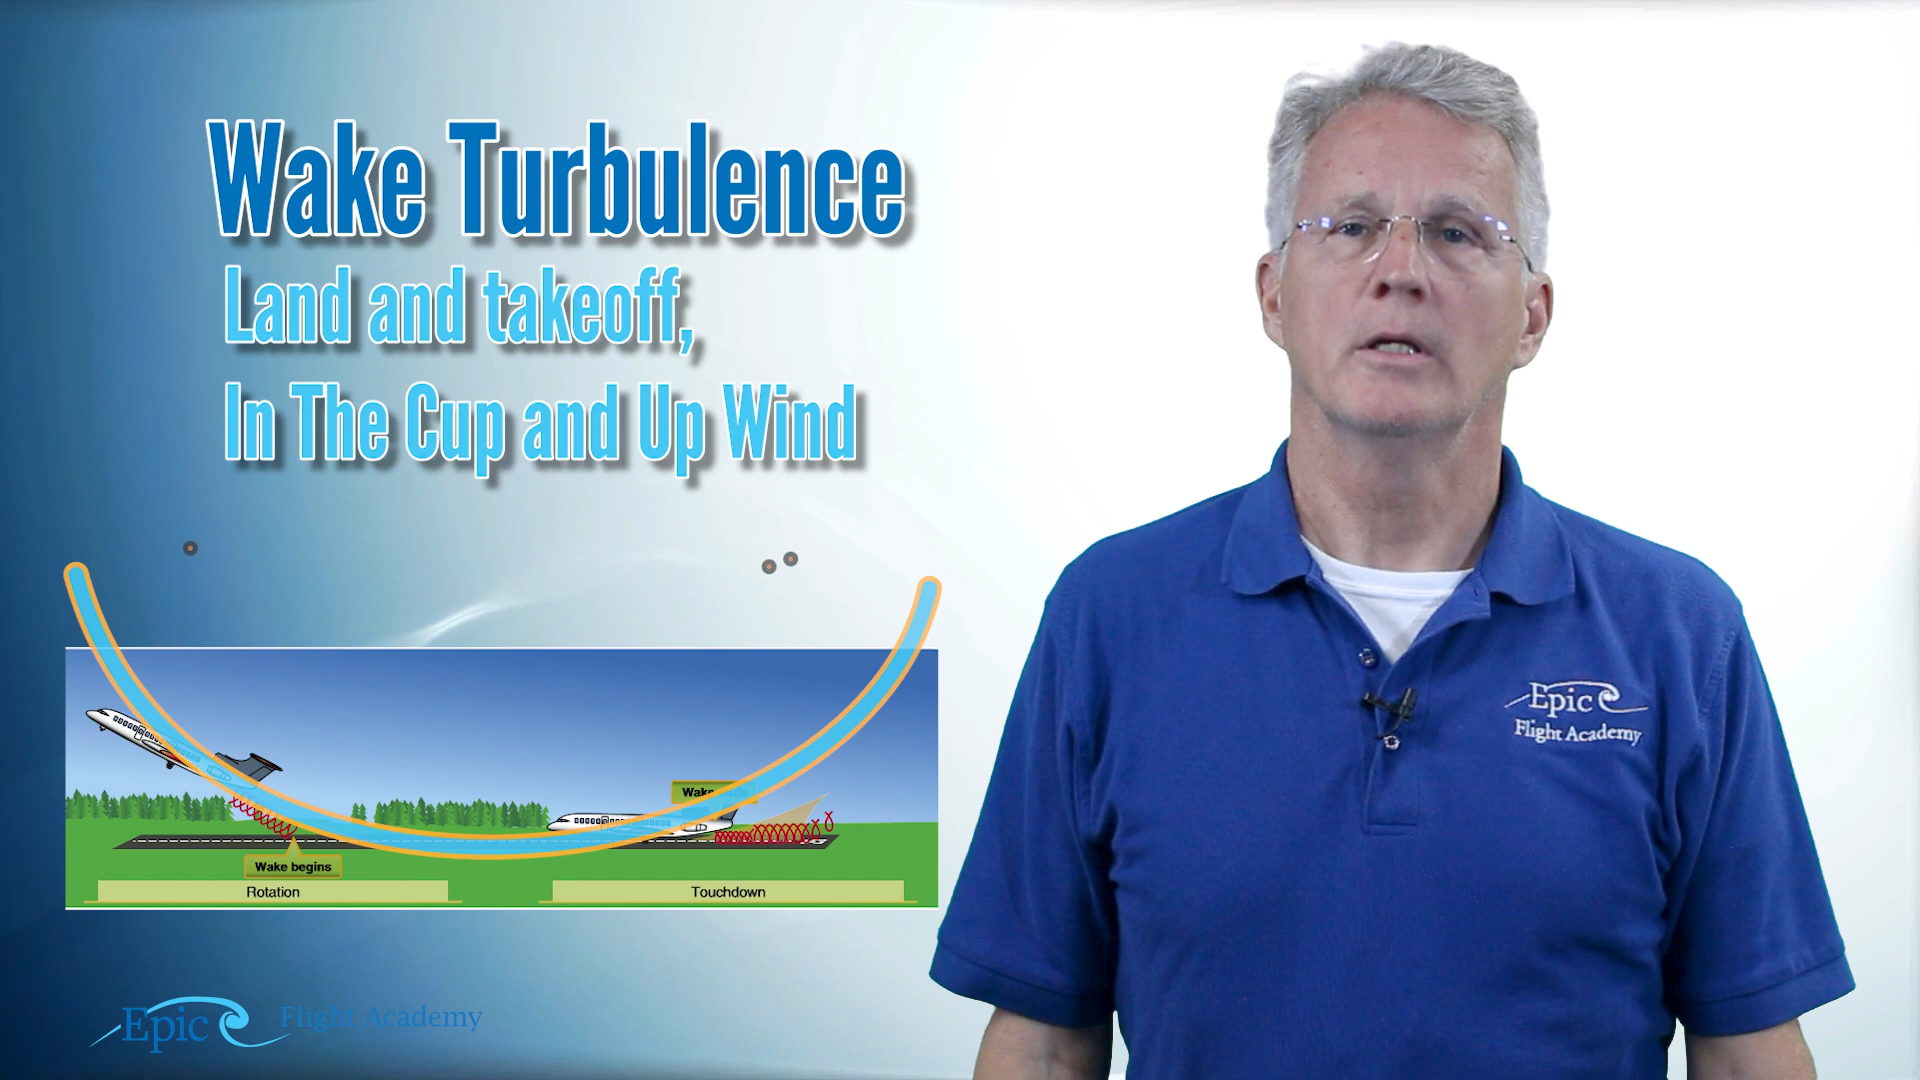 Wake Turbulence
Land and takeoff,
In The Cup and Up Wind
Wake begins
Rotation
Touchdown
Epic Flight Academy
Epic
Flight Academy